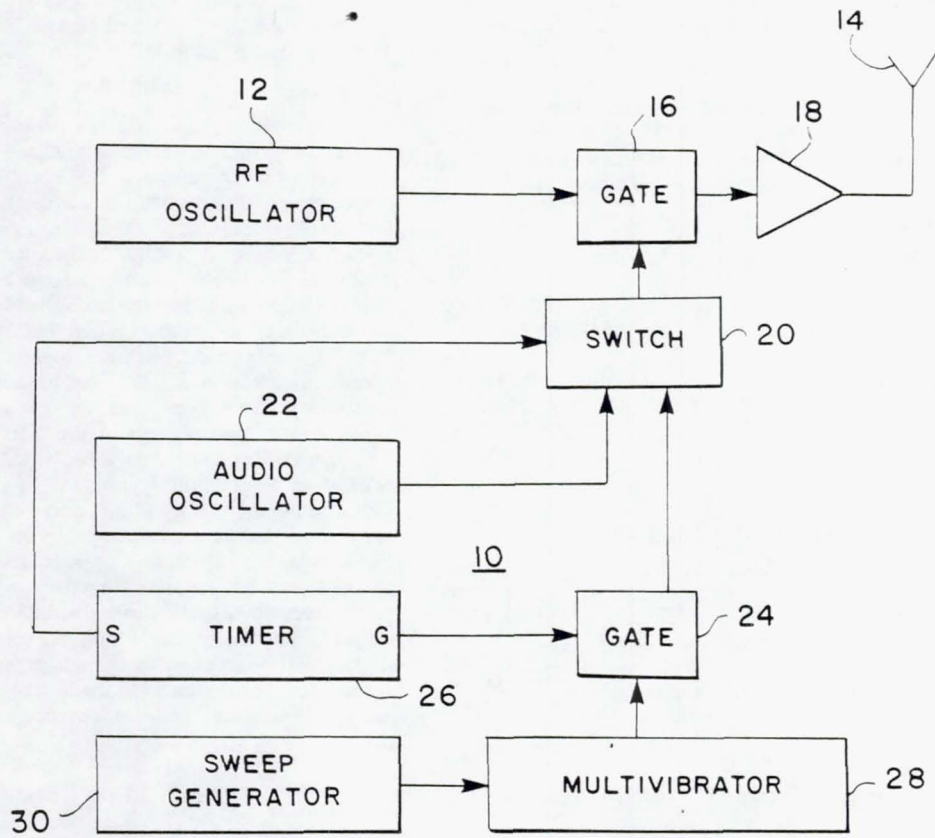 14
12
16
18
RF
OSCILLATOR
GATE
SWITCH
20
22
AUDIO
OSCILLATOR
10
S TIMER G
GATE
24
26
SWEEP
GENERATOR
MULTIVIBRATOR
30
28